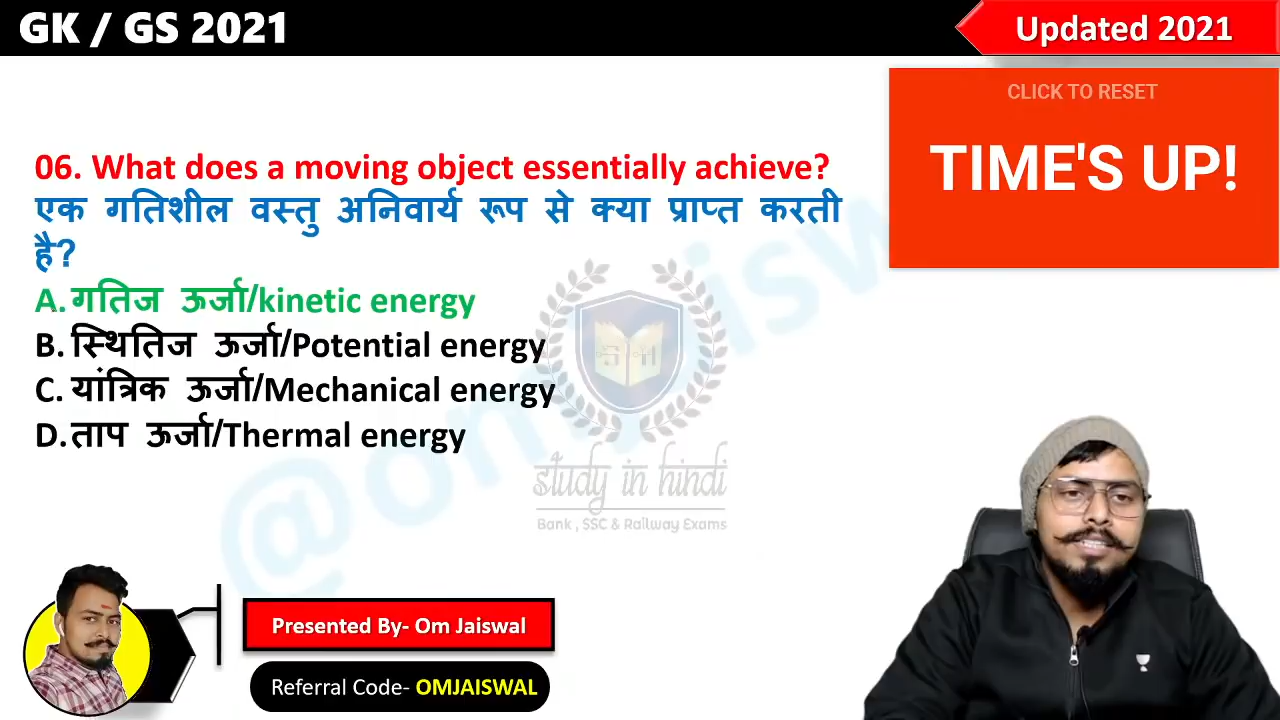 GK / GS 2021
Updated 2021
CLICK TO RESET
TIME'S UP!
06. What does a moving object essentially achieve?
एक गतिशील वस्तु अनिवार्य रूप से क्या प्राप्त करती
है?
A. गतिज ऊर्जा/kinetic energy
B. स्थितिज ऊर्जा/Potential energy
C. यांत्रिक ऊर्जा/Mechanical energy
D. ताप ऊर्जा/Thermal energy
study in hindi
Bank , SSC & Railway Exams
Presented By- Om Jaiswal
Referral Code- OMJAISWAL